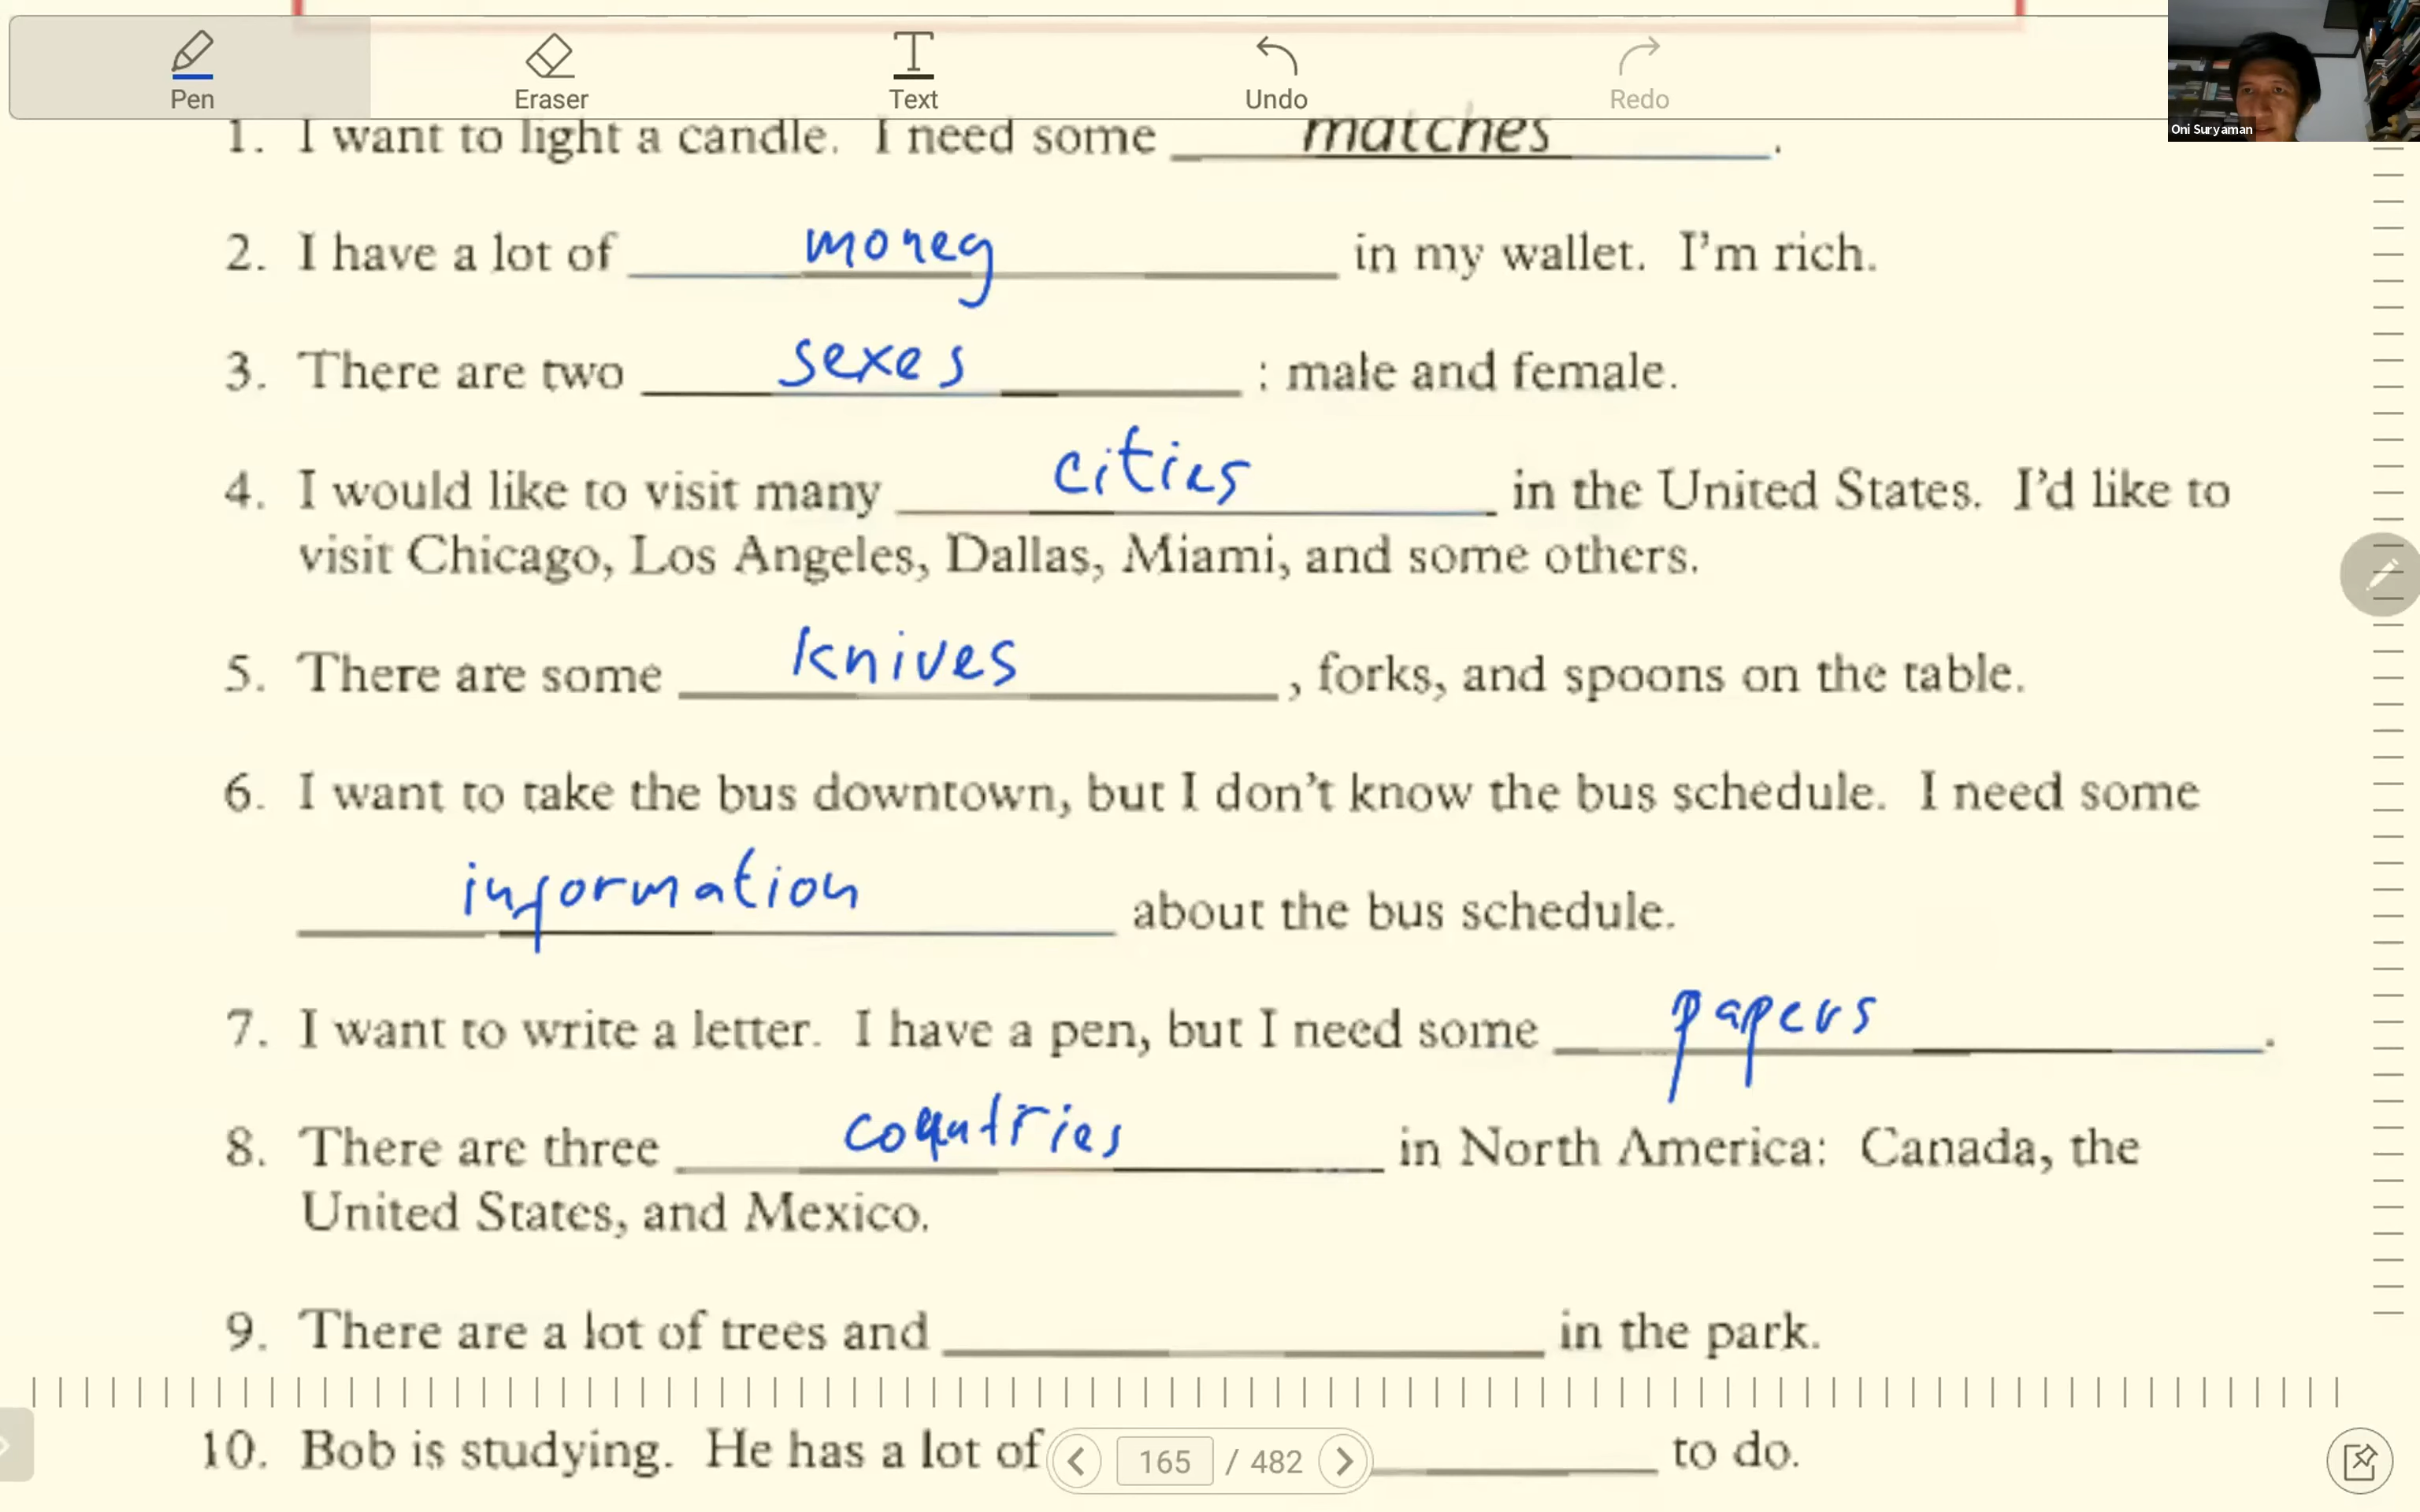 Pen
Eraser
Text
Undo
Redo
Oni Suryaman
1. I want to light a candle. I need some matches.
2. I have a lot of money in my wallet. I'm rich.
3. There are two sexes : male and female.
4. I would like to visit many cities in the United States. I'd like to
visit Chicago, Los Angeles, Dallas, Miami, and some others.
5. There are some knives, forks, and spoons on the table.
6. I want to take the bus downtown, but I don't know the bus schedule. I need some
information about the bus schedule.
7. I want to write a letter. I have a pen, but I need some papers.
8. There are three countries in North America: Canada, the
United States, and Mexico.
9. There are a lot of trees and ________ in the park.
10. Bob is studying. He has a lot of ________ to do.
165 / 482